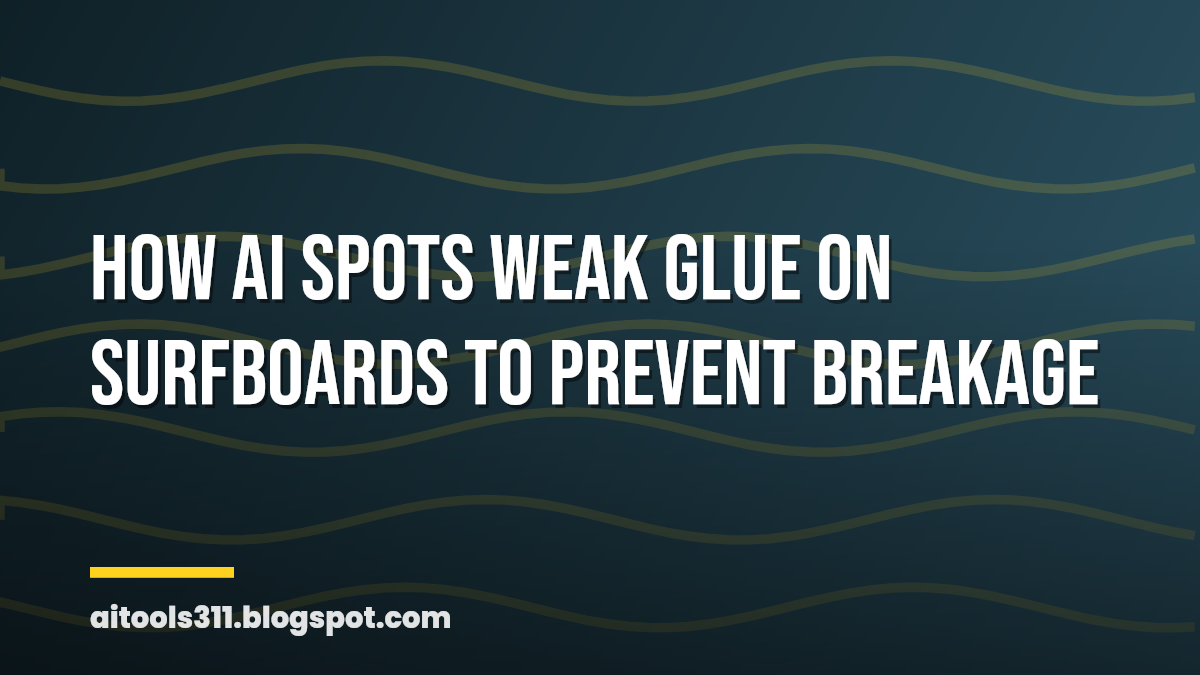 HOW AI SPOTS WEAK GLUE ON
SURFBOARDS TO PREVENT BREAKAGE
aitools311.blogspot.com